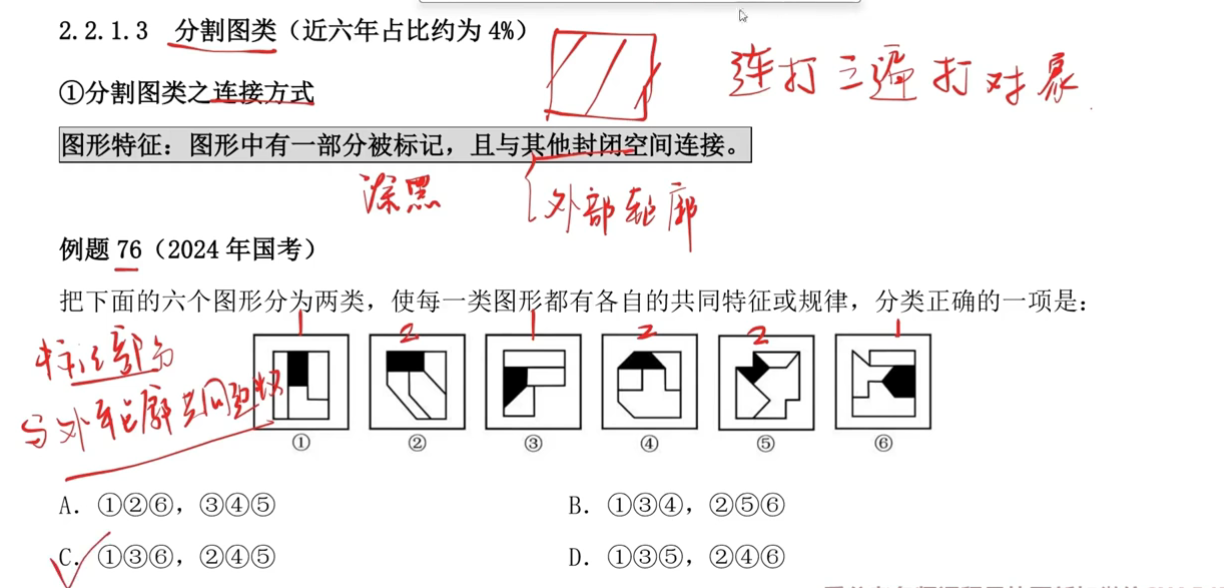 2.2.1.3 分割图类（近六年占比约为 4%）
连打三遍打对象
①分割图类之连接方式
图形特征：图形中有一部分被标记，且与其他封闭空间连接。
涂黑
外部轮廓
例题 76（2024 年国考）
把下面的六个图形分为两类，使每一类图形都有各自的共同特征或规律，分类正确的一项是：
1 2 1 2 2 1
标记部分
与外轮廓共同边数
① ② ③ ④ ⑤ ⑥
A. ①②⑥，③④⑤ B. ①③④，②⑤⑥
C. ①③⑥，②④⑤ D. ①③⑤，②④⑥